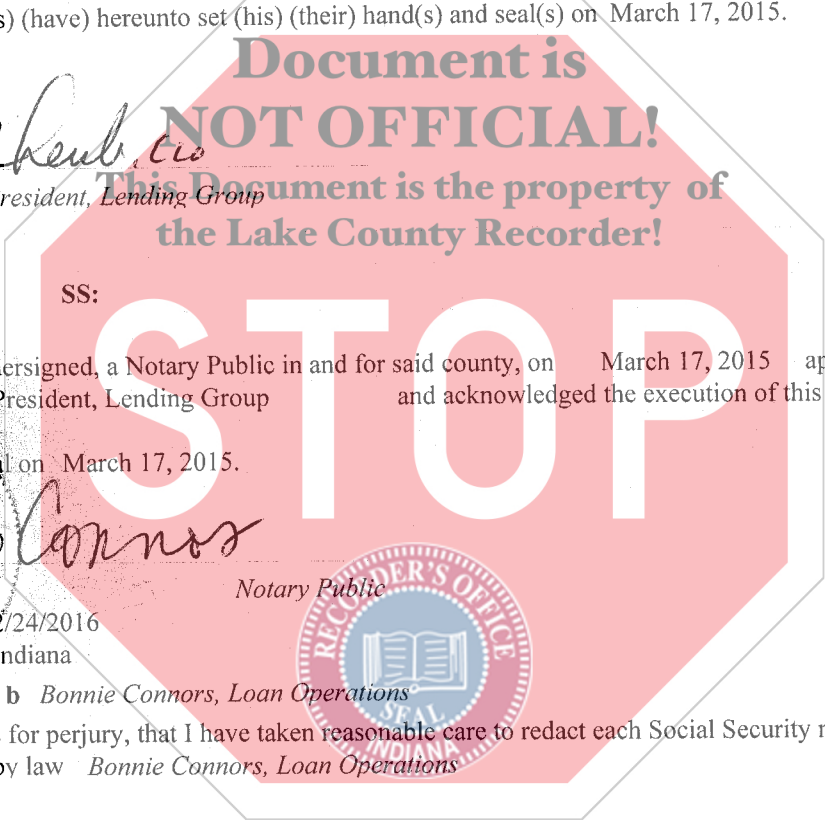 s) (have) hereunto set (his) (their) hand(s) and seal(s) on March 17, 2015.
Document is
NOT OFFICIAL!
, CLO
This Document is the property of
resident, Lending Group
the Lake County Recorder!
SS:
STOP
ersigned, a Notary Public in and for said county, on March 17, 2015 ap
President, Lending Group and acknowledged the execution of this
l on March 17, 2015.
Connors
Notary Public
RECORDER'S OFFICE
2/24/2016
ndiana
b Bonnie Connors, Loan Operations
SEAL
for perjury, that I have taken reasonable care to redact each Social Security n
INDIANA
by law Bonnie Connors, Loan Operations